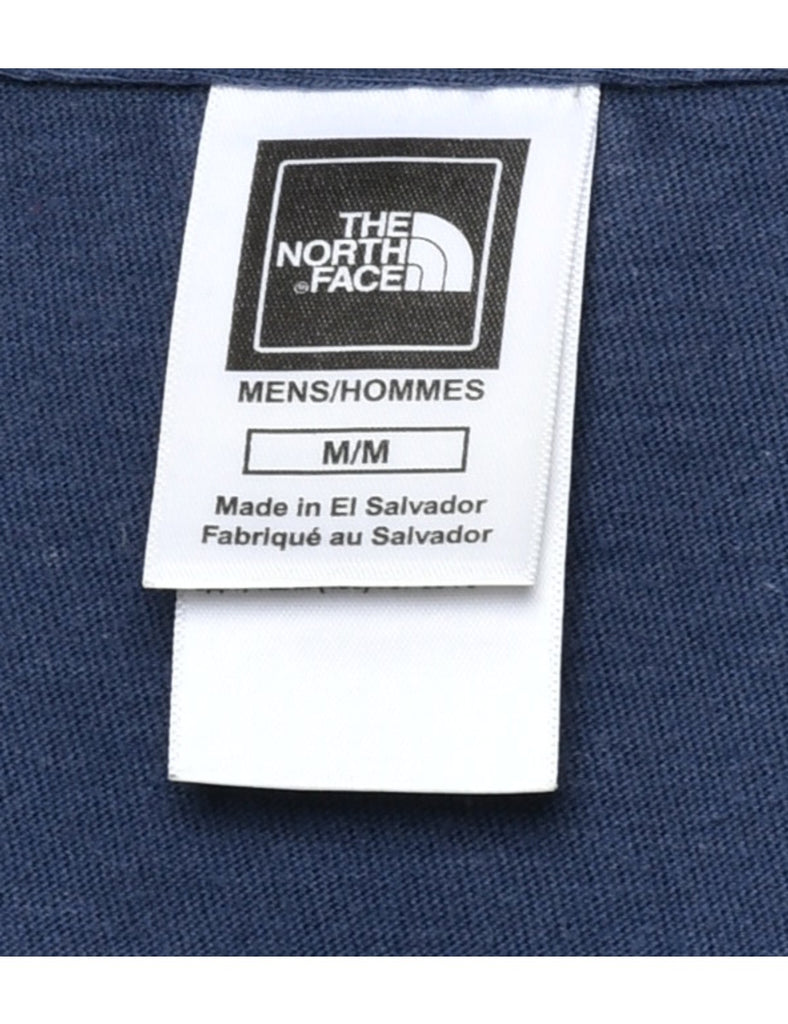 THE
NORTH
FACE
®
MENS/HOMMES
M/M
Made in El Salvador
Fabriqué au Salvador